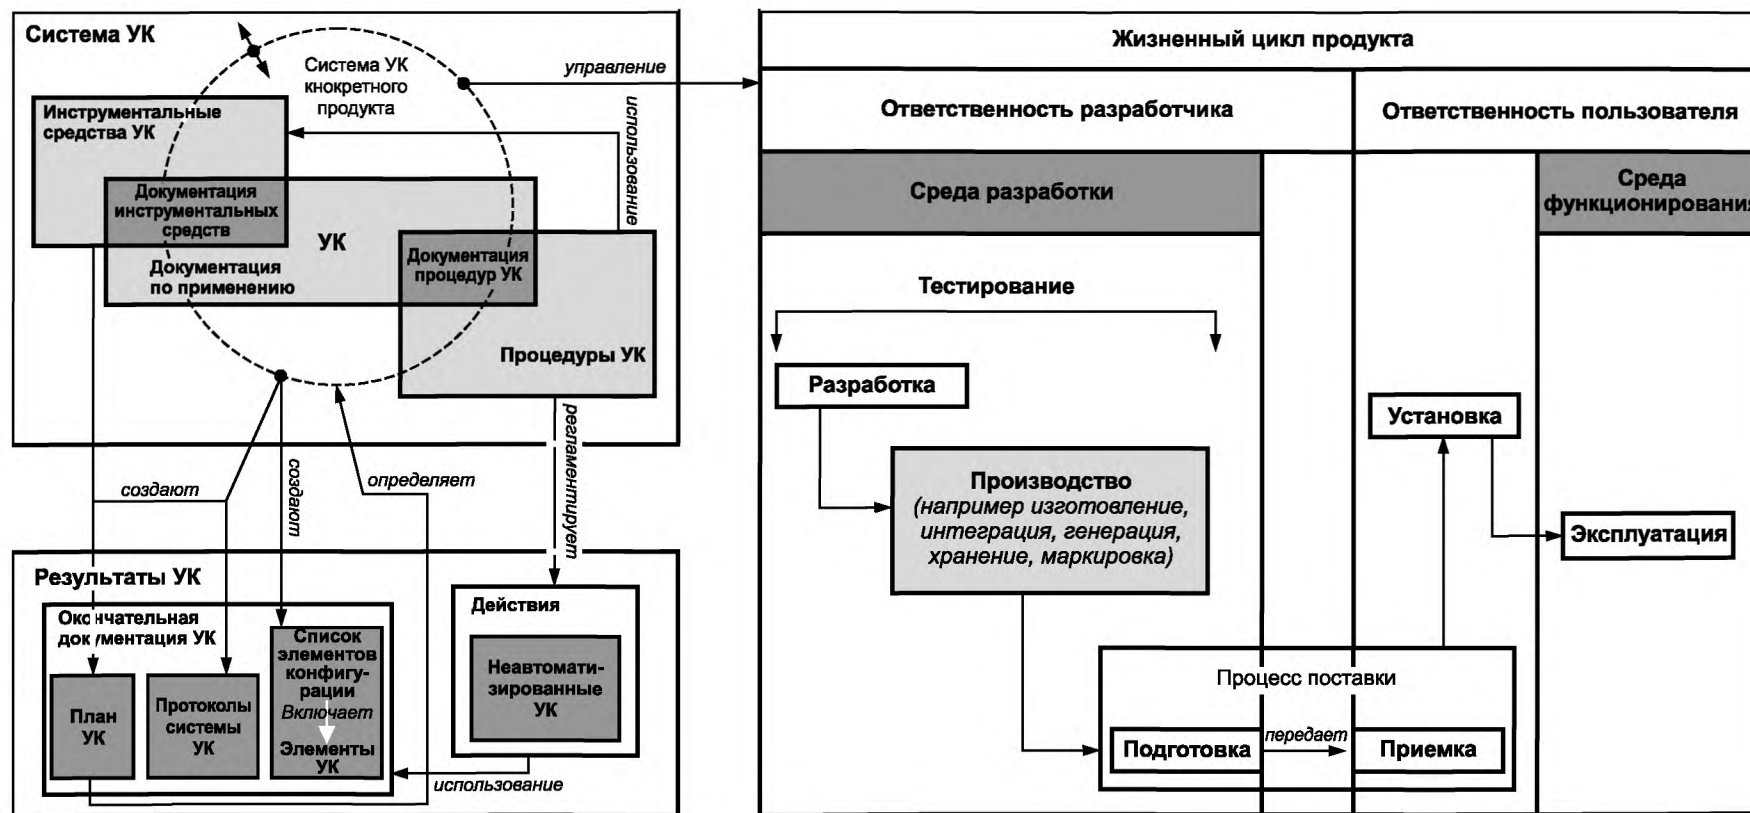 Система УК
Система УК
кнокретного
продукта
управление
Инструментальные
средства УК
использование
Документация
инструментальных
средств
УК
Документация
процедур УК
Документация
по применению
Процедуры УК
создают
создают
определяет
регламентирует
Результаты УК
Окончательная
документация УК
План
УК
Протоколы
системы
УК
Список
элементов
конфигу-
рации
Включает
Элементы
УК
Действия
Неавтомати-
зированные
УК
использование
Жизненный цикл продукта
Ответственность разработчика
Ответственность пользователя
Среда разработки
Среда
функционирования
Тестирование
Разработка
Производство
(например изготовление,
интеграция, генерация,
хранение, маркировка)
Установка
Эксплуатация
Процесс поставки
Подготовка
передает
Приемка